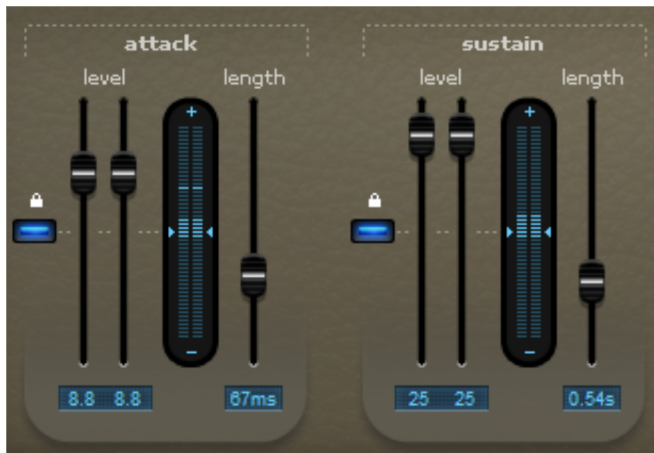 attack
level length
+
−
8.8 8.8 67ms
sustain
level length
+
−
25 25 0.54s